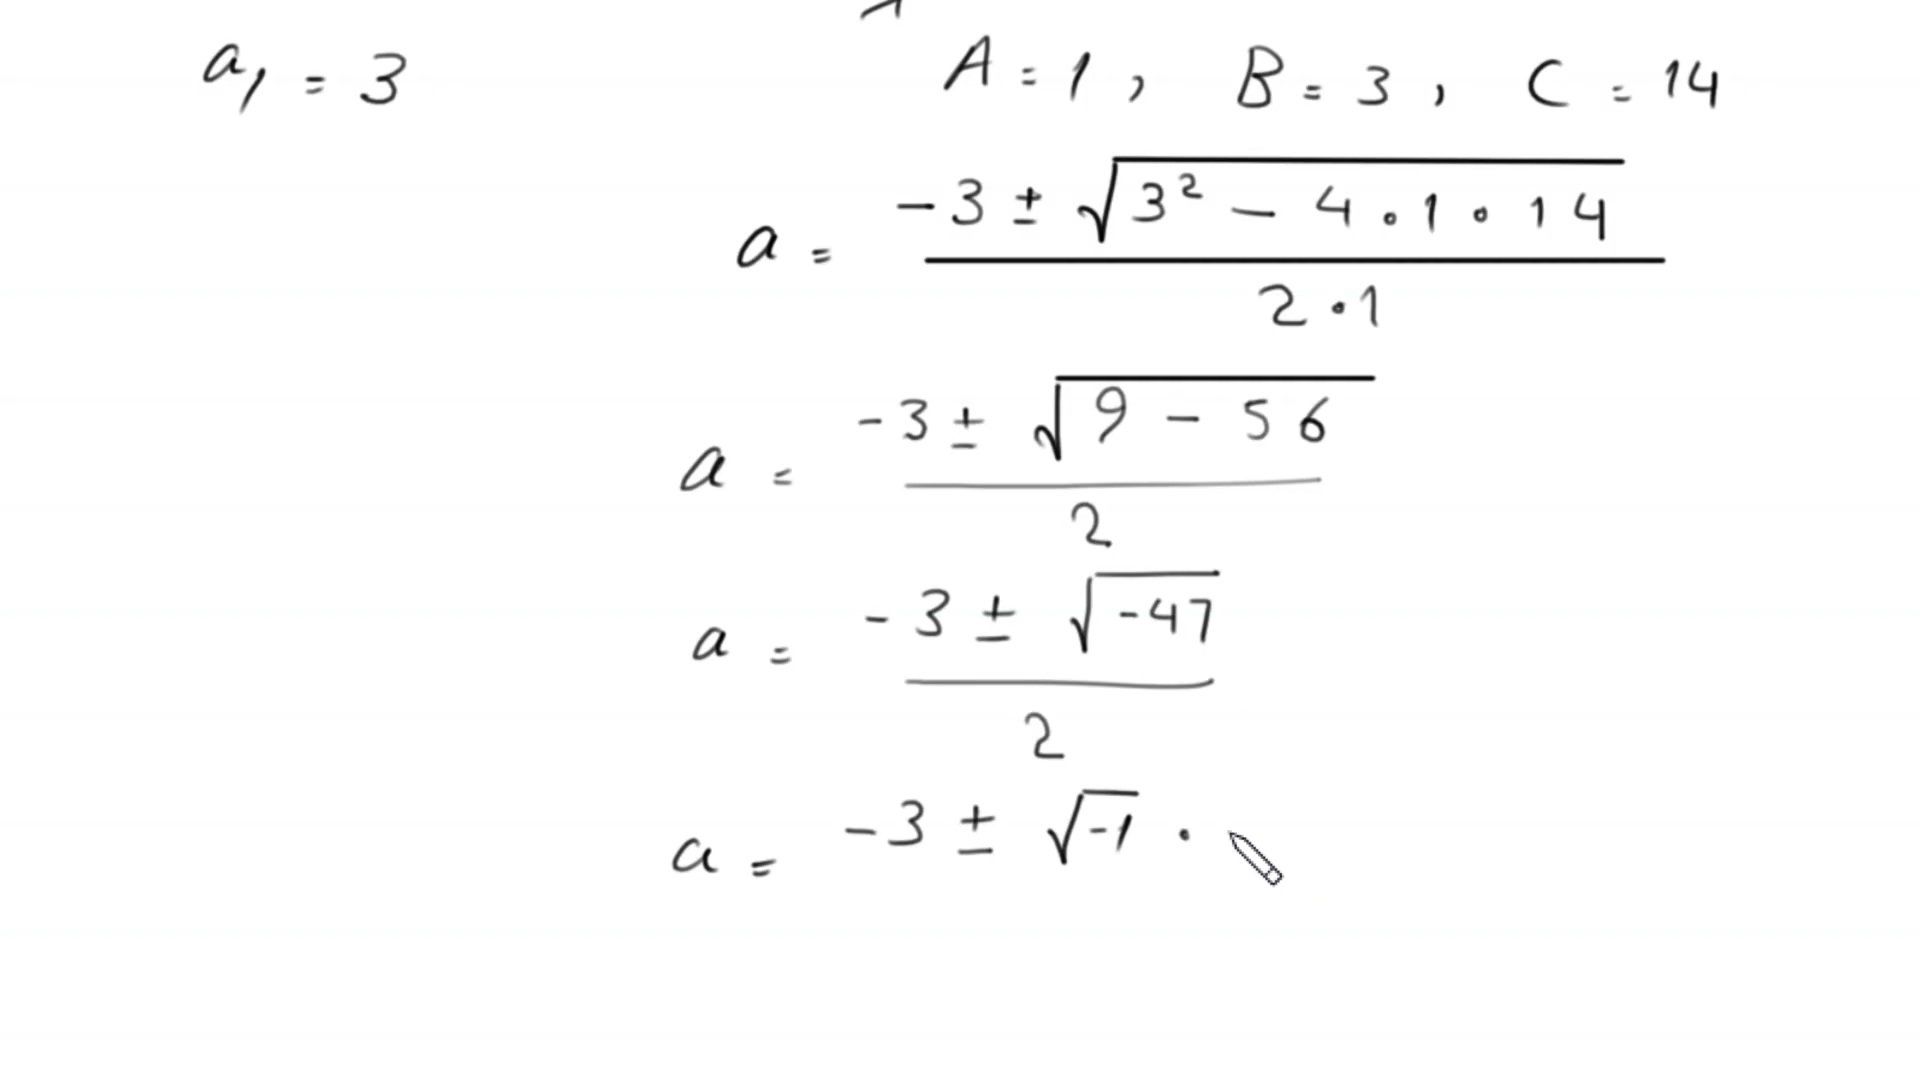 a₁ = 3
A = 1 , B = 3 , C = 14
a = (-3 ± √(3² - 4 · 1 · 14)) / (2 · 1)
a = (-3 ± √(9 - 56)) / 2
a = (-3 ± √(-47)) / 2
a = -3 ± √(-1) ·